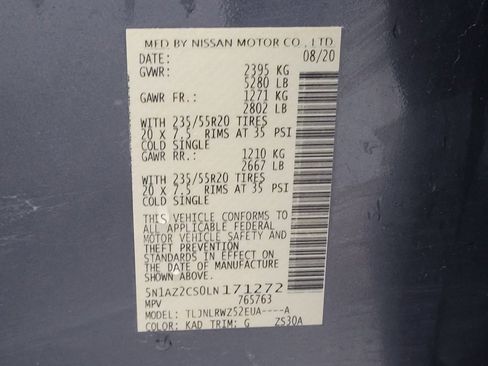 MFD BY NISSAN MOTOR CO., LTD.
DATE: 08/20
GVWR: 2395 KG
5280 LB
GAWR FR.: 1271 KG
2802 LB
WITH 235/55R20 TIRES
20 X 7.5 RIMS AT 35 PSI
COLD SINGLE
GAWR RR.: 1210 KG
2667 LB
WITH 235/55R20 TIRES
20 X 7.5 RIMS AT 35 PSI
COLD SINGLE
THIS VEHICLE CONFORMS TO
ALL APPLICABLE FEDERAL
MOTOR VEHICLE SAFETY AND
THEFT PREVENTION
STANDARDS IN EFFECT ON
THE DATE OF MANUFACTURE
SHOWN ABOVE.
5N1AZ2CS0LN171272
MPV 765763
MODEL: TLJNLRWZ52EUA----A
COLOR: KAD TRIM: G ZS30A